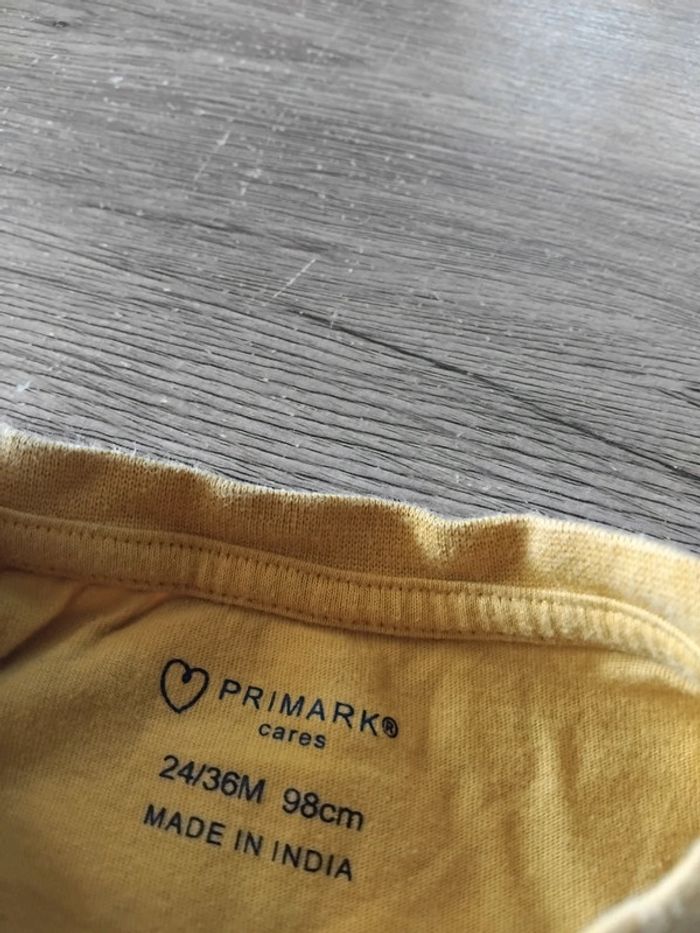 PRIMARK®
cares
24/36M 98cm
MADE IN INDIA